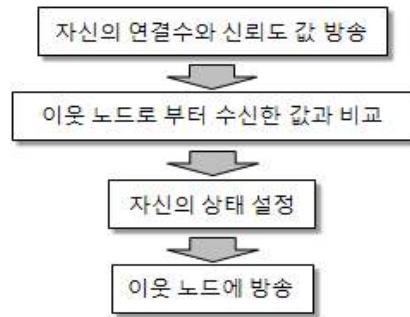 자신의 연결수와 신뢰도 값 방송
이웃 노드로 부터 수신한 값과 비교
자신의 상태 설정
이웃 노드에 방송